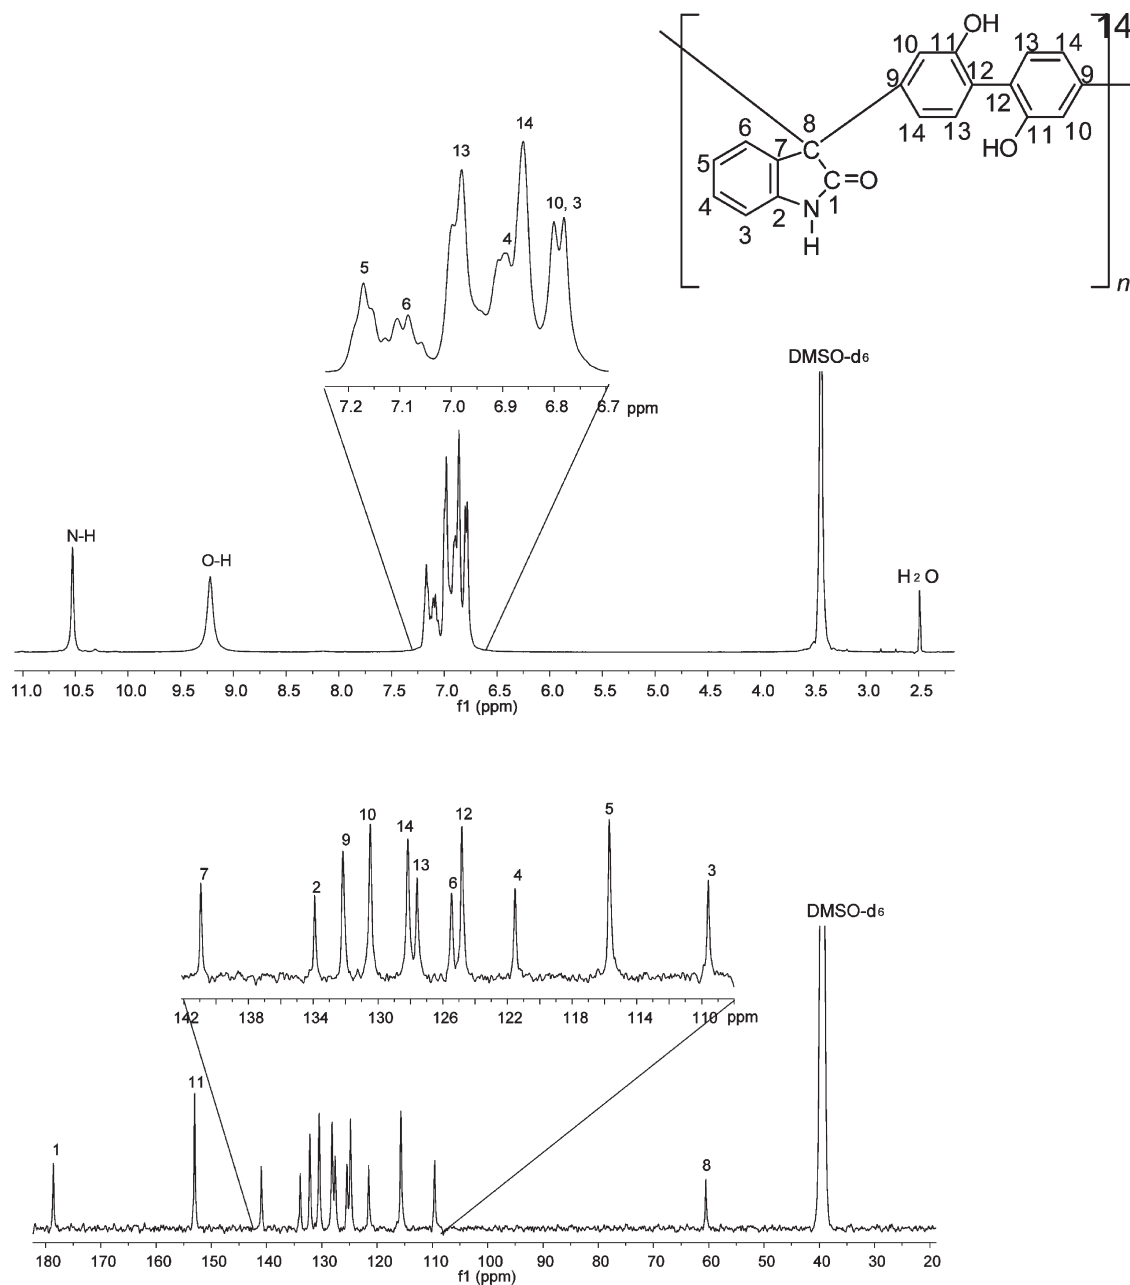 14
OH
10
11
13
14
9
12
9
12
14
13
11
10
HO
8
C
6
7
5
C=O
4
2
N
1
3
H
n
14
13
10, 3
4
5
6
7.2 7.1 7.0 6.9 6.8 6.7 ppm
DMSO-d6
N-H
O-H
H2O
11.0 10.5 10.0 9.5 9.0 8.5 8.0 7.5 7.0 6.5 6.0 5.5 5.0 4.5 4.0 3.5 3.0 2.5
f1 (ppm)
7 2 9 10 14 13 6 12 4 5 3
DMSO-d6
142 138 134 130 126 122 118 114 110 ppm
11
1
8
180 170 160 150 140 130 120 110 100 90 80 70 60 50 40 30 20
f1 (ppm)